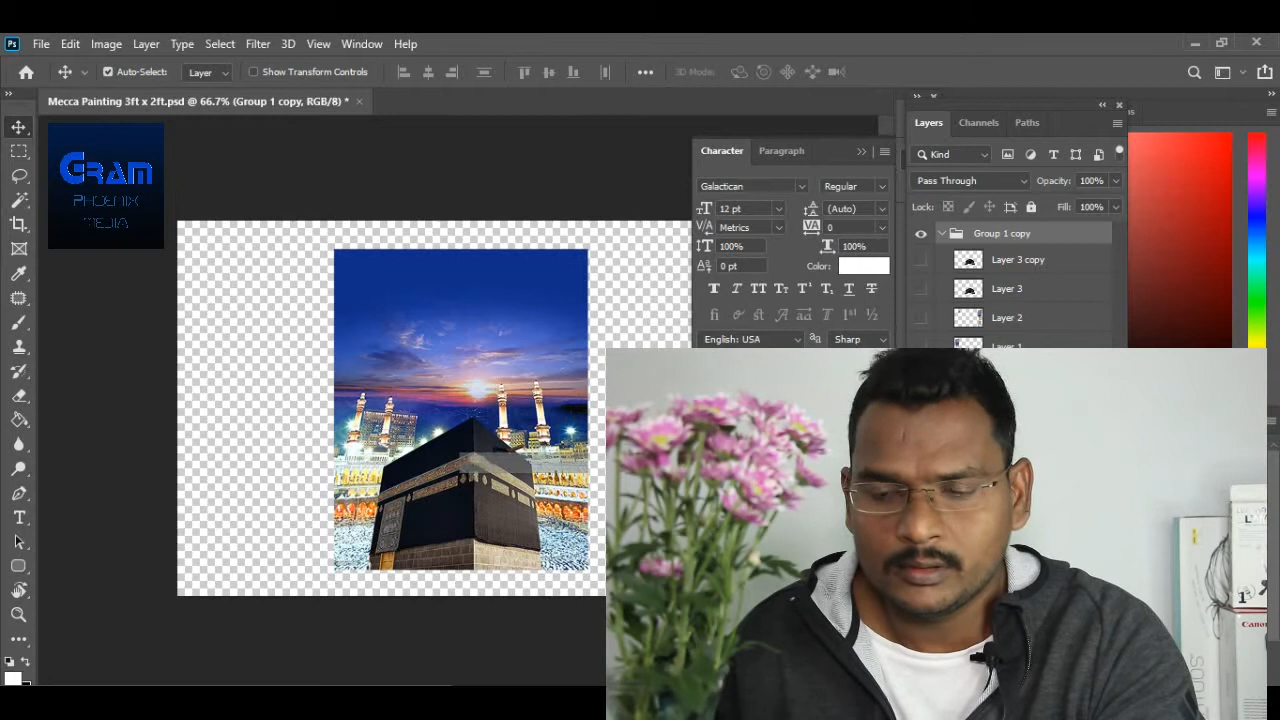 Ps File Edit Image Layer Type Select Filter 3D View Window Help
Auto-Select: Layer Show Transform Controls 3D Mode:
Mecca Painting 3ft x 2ft.psd @ 66.7% (Group 1 copy, RGB/8) *
GRAM
PHOENIX
MEDIA
Character Paragraph
Galactican Regular
12 pt (Auto)
Metrics 0
100% 100%
0 pt Color:
English: USA Sharp
Layers Channels Paths
Kind
Pass Through Opacity: 100%
Lock: Fill: 100%
Group 1 copy
Layer 3 copy
Layer 3
Layer 2
Layer 1
Canon